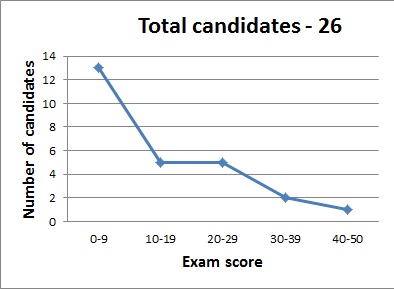 Total candidates - 26
Number of candidates
14
12
10
8
6
4
2
0
0-9 10-19 20-29 30-39 40-50
Exam score